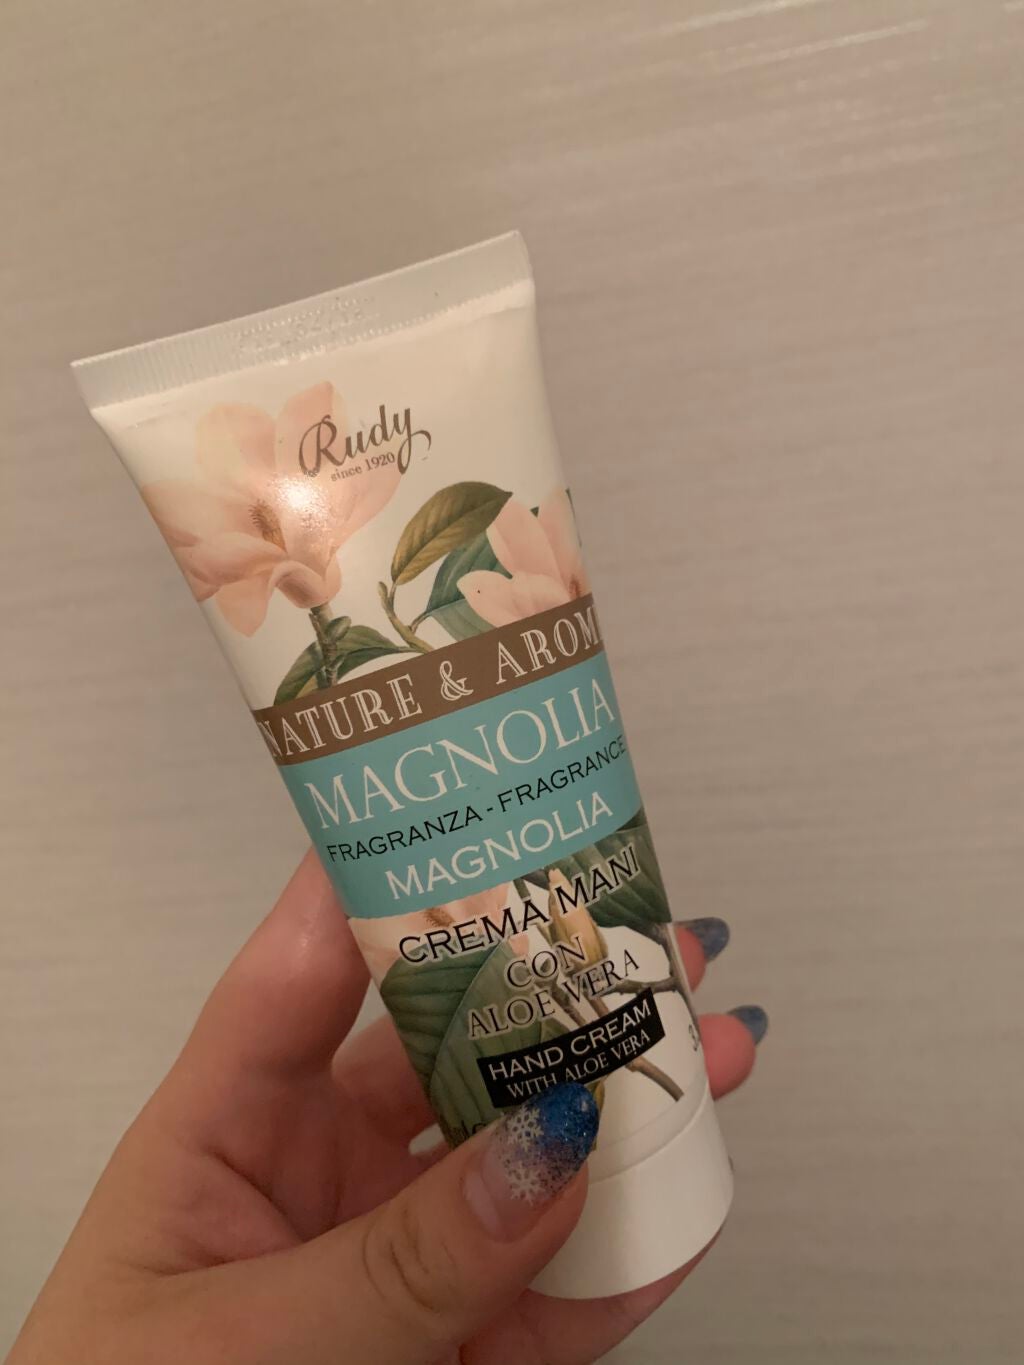 Rudy
since 1920
NATURE & AROM
MAGNOLIA
FRAGRANZA - FRAGRANCE
MAGNOLIA
CREMA MANI
CON
ALOE VERA
HAND CREAM
WITH ALOE VERA